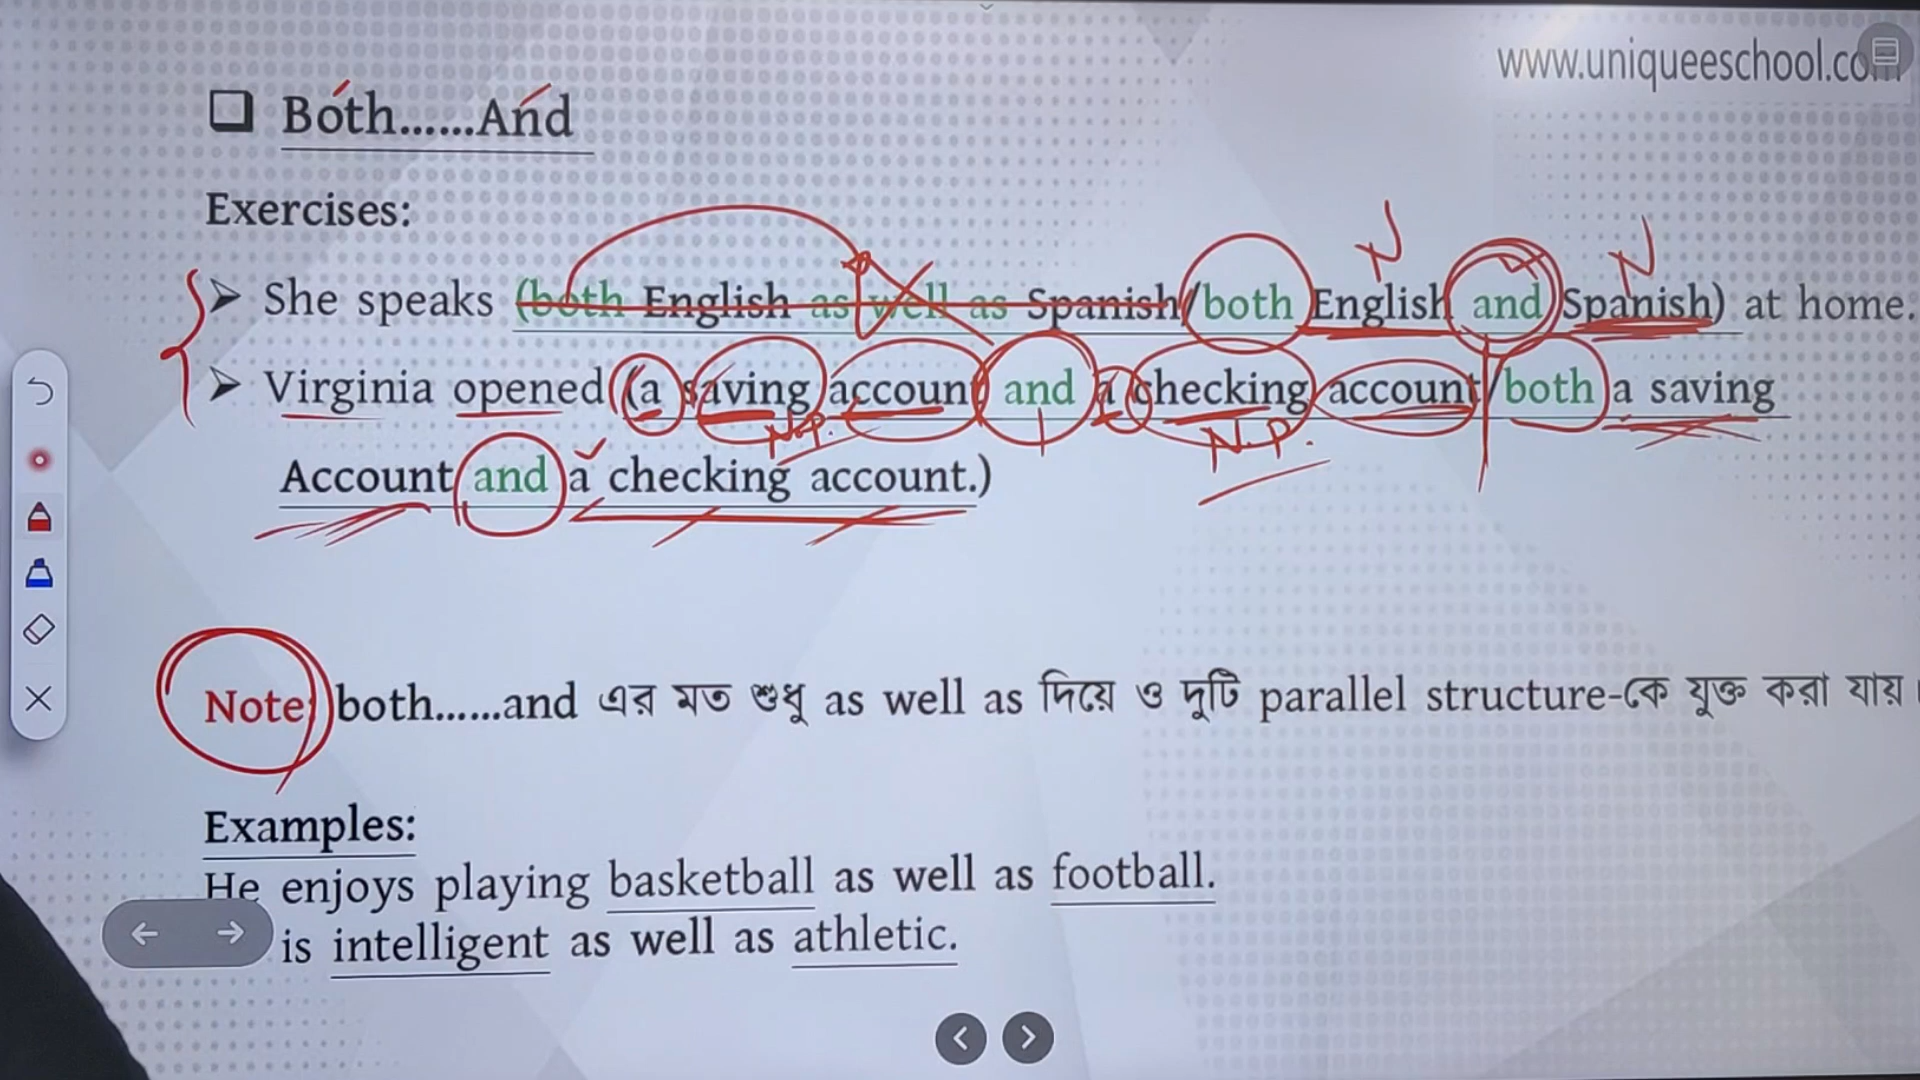 www.uniqueeschool.com
Both......And
Exercises:
She speaks (both English as well as Spanish/both English and Spanish) at home.
N N
Virginia opened (a saving account and a checking account/both a saving
N.P. N.P.
Account and a checking account.)
Note: both......and এর মত শুধু as well as দিয়ে ও দুটি parallel structure-কে যুক্ত করা যায়।
Examples:
He enjoys playing basketball as well as football.
is intelligent as well as athletic.